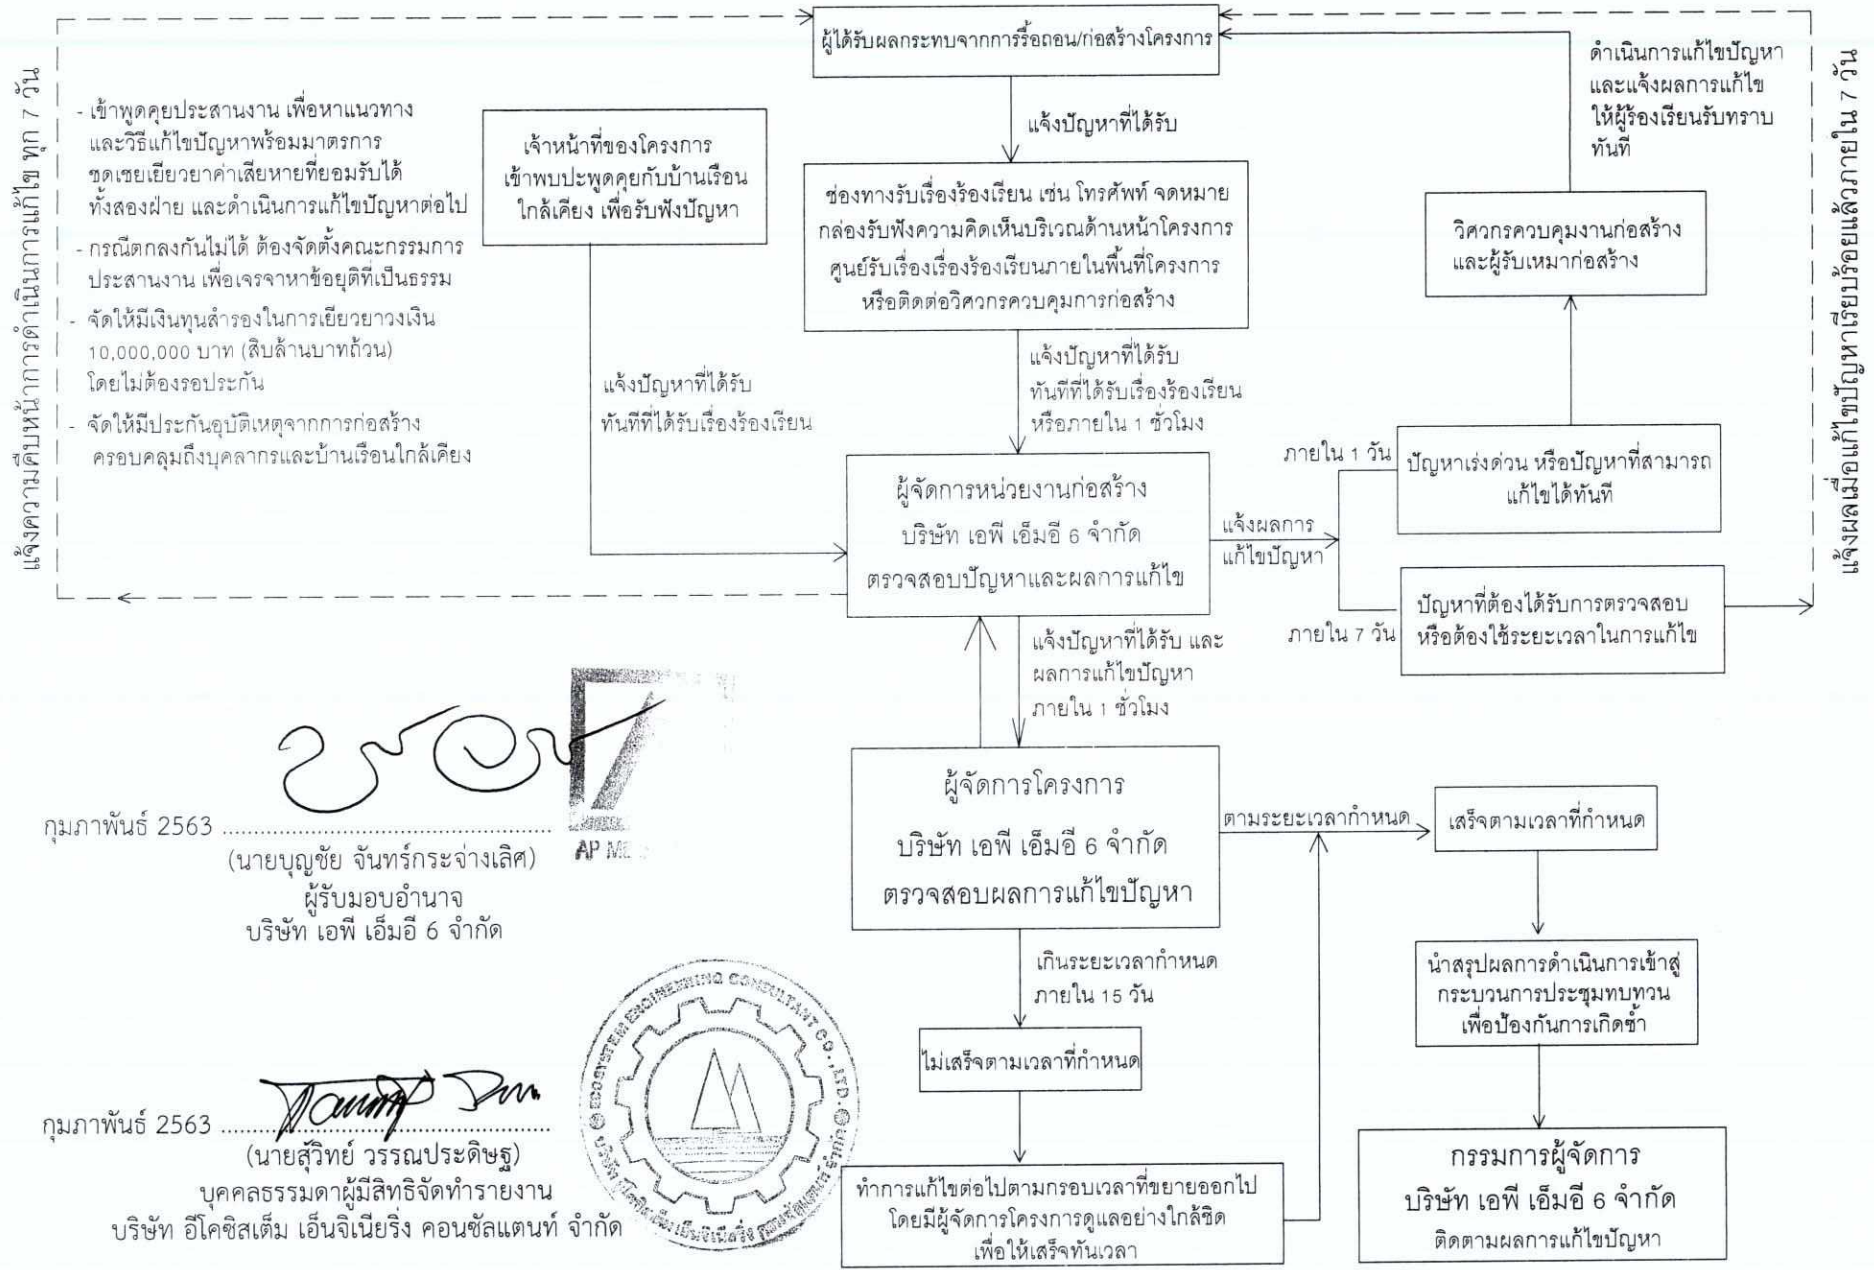 ผู้ได้รับผลกระทบจากการรื้อถอน/ก่อสร้างโครงการ
แจ้งความคืบหน้าการดำเนินการแก้ไข ทุก 7 วัน
- เข้าพูดคุยประสานงาน เพื่อหาแนวทาง
และวิธีแก้ไขปัญหาพร้อมมาตรการ
ชดเชยเยียวยาค่าเสียหายที่ยอมรับได้
ทั้งสองฝ่าย และดำเนินการแก้ไขปัญหาต่อไป
- กรณีตกลงกันไม่ได้ ต้องจัดตั้งคณะกรรมการ
ประสานงาน เพื่อเจรจาหาข้อยุติที่เป็นธรรม
- จัดให้มีเงินทุนสำรองในการเยียวยาวงเงิน
10,000,000 บาท (สิบล้านบาทถ้วน)
โดยไม่ต้องรอประกัน
- จัดให้มีประกันอุบัติเหตุจากการก่อสร้าง
ครอบคลุมถึงบุคลากรและบ้านเรือนใกล้เคียง
เจ้าหน้าที่ของโครงการ
เข้าพบปะพูดคุยกับบ้านเรือน
ใกล้เคียง เพื่อรับฟังปัญหา
แจ้งปัญหาที่ได้รับ
ทันทีที่ได้รับเรื่องร้องเรียน
แจ้งปัญหาที่ได้รับ
ช่องทางรับเรื่องร้องเรียน เช่น โทรศัพท์ จดหมาย
กล่องรับฟังความคิดเห็นบริเวณด้านหน้าโครงการ
ศูนย์รับเรื่องเรื่องร้องเรียนภายในพื้นที่โครงการ
หรือติดต่อวิศวกรควบคุมการก่อสร้าง
แจ้งปัญหาที่ได้รับ
ทันทีที่ได้รับเรื่องร้องเรียน
หรือภายใน 1 ชั่วโมง
ดำเนินการแก้ไขปัญหา
และแจ้งผลการแก้ไข
ให้ผู้ร้องเรียนรับทราบ
ทันที
แจ้งผลเมื่อแก้ไขปัญหาเรียบร้อยแล้วภายใน 7 วัน
วิศวกรควบคุมงานก่อสร้าง
และผู้รับเหมาก่อสร้าง
ผู้จัดการหน่วยงานก่อสร้าง
บริษัท เอพี เอ็มอี 6 จำกัด
ตรวจสอบปัญหาและผลการแก้ไข
แจ้งผลการ
แก้ไขปัญหา
ภายใน 1 วัน
ปัญหาเร่งด่วน หรือปัญหาที่สามารถ
แก้ไขได้ทันที
ภายใน 7 วัน
ปัญหาที่ต้องได้รับการตรวจสอบ
หรือต้องใช้ระยะเวลาในการแก้ไข
แจ้งปัญหาที่ได้รับ และ
ผลการแก้ไขปัญหา
ภายใน 1 ชั่วโมง
ผู้จัดการโครงการ
บริษัท เอพี เอ็มอี 6 จำกัด
ตรวจสอบผลการแก้ไขปัญหา
ตามระยะเวลากำหนด
เสร็จตามเวลาที่กำหนด
นำสรุปผลการดำเนินการเข้าสู่
กระบวนการประชุมทบทวน
เพื่อป้องกันการเกิดซ้ำ
กรรมการผู้จัดการ
บริษัท เอพี เอ็มอี 6 จำกัด
ติดตามผลการแก้ไขปัญหา
เกินระยะเวลากำหนด
ภายใน 15 วัน
ไม่เสร็จตามเวลาที่กำหนด
ทำการแก้ไขต่อไปตามกรอบเวลาที่ขยายออกไป
โดยมีผู้จัดการโครงการดูแลอย่างใกล้ชิด
เพื่อให้เสร็จทันเวลา
กุมภาพันธ์ 2563 ........................................
(นายบุญชัย จันทร์กระจ่างเลิศ)
ผู้รับมอบอำนาจ
บริษัท เอพี เอ็มอี 6 จำกัด
AP ME
กุมภาพันธ์ 2563 ........................................
(นายสุวิทย์ วรรณประดิษฐ)
บุคคลธรรมดาผู้มีสิทธิจัดทำรายงาน
บริษัท อีโคซิสเต็ม เอ็นจิเนียริ่ง คอนซัลแตนท์ จำกัด
ECOSYSTEM ENGINEERING CONSULTANT CO., LTD.